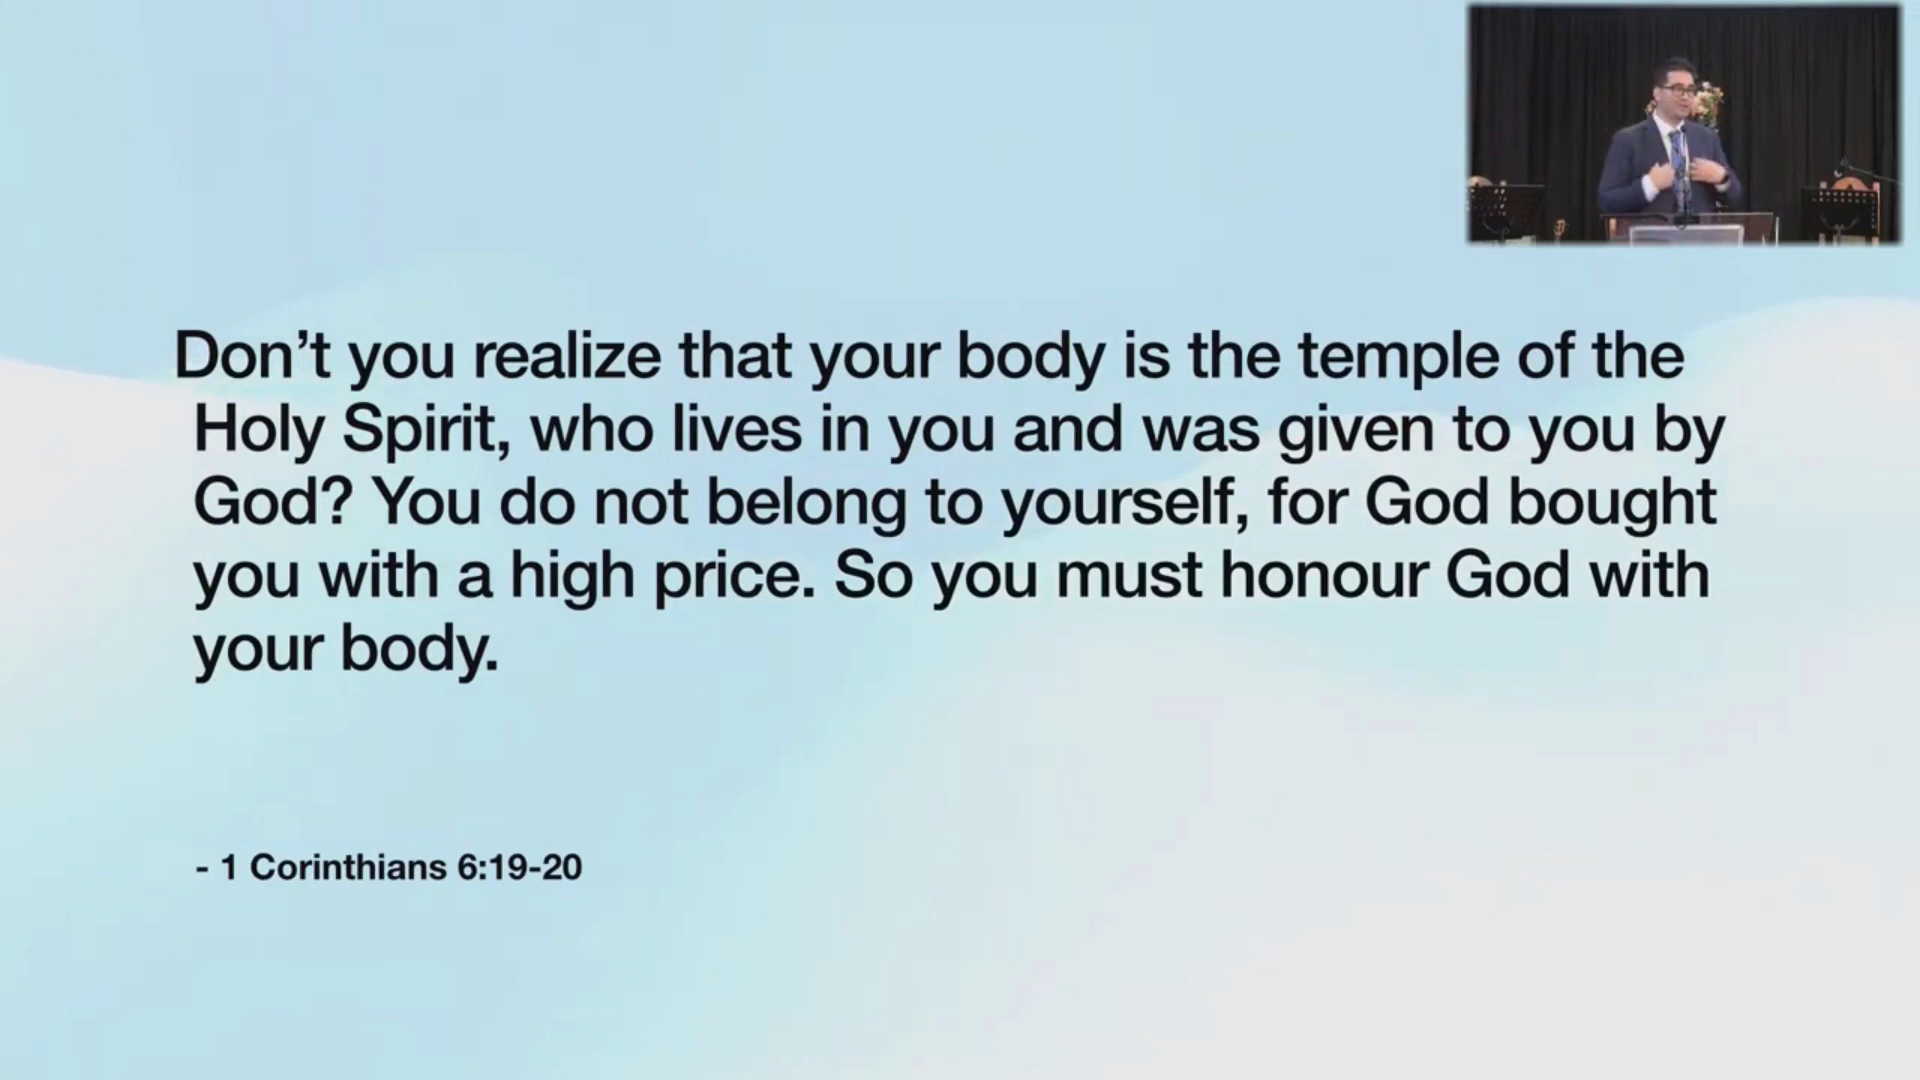 Don’t you realize that your body is the temple of the
Holy Spirit, who lives in you and was given to you by
God? You do not belong to yourself, for God bought
you with a high price. So you must honour God with
your body.
- 1 Corinthians 6:19-20